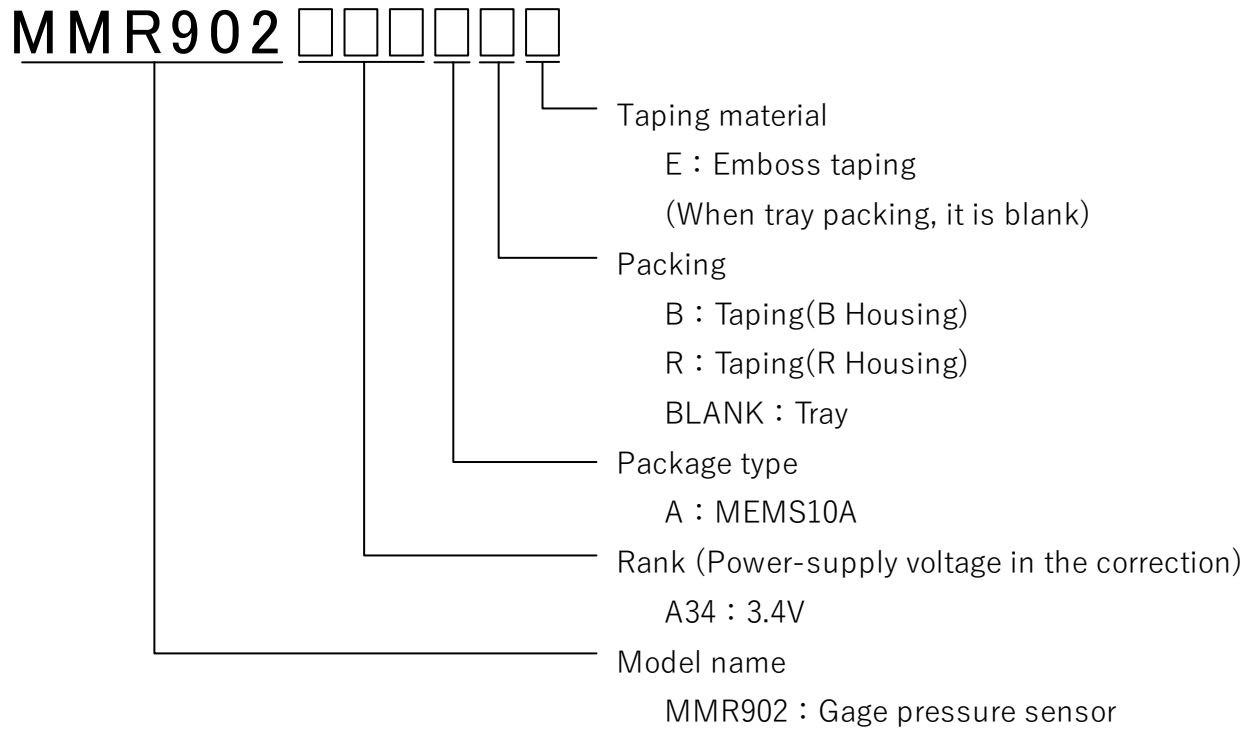 MMR902□□□□□□
Taping material
E：Emboss taping
(When tray packing, it is blank)
Packing
B：Taping(B Housing)
R：Taping(R Housing)
BLANK：Tray
Package type
A：MEMS10A
Rank (Power-supply voltage in the correction)
A34：3.4V
Model name
MMR902：Gage pressure sensor